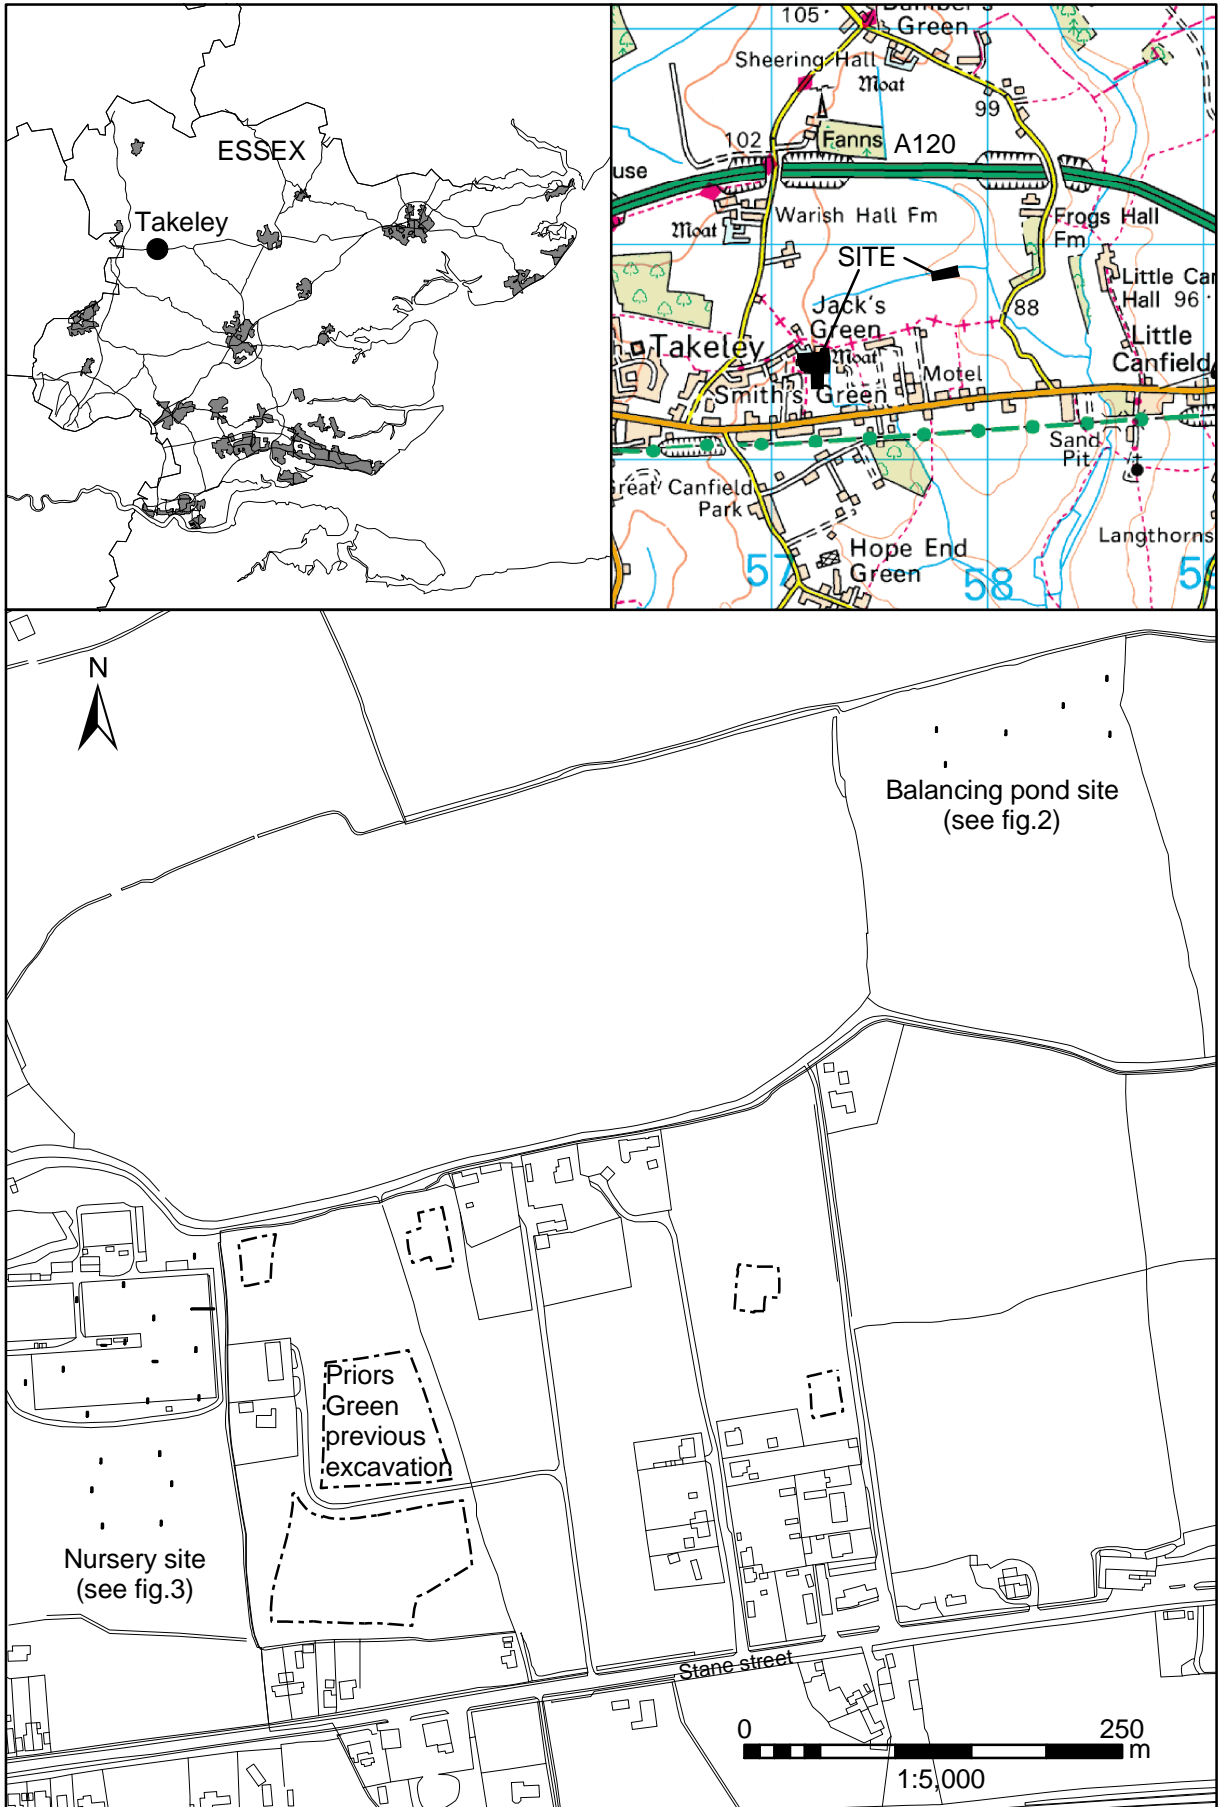 ESSEX
Takeley
105
Bamber's
Green
Sheering Hall
Moat
99
102
Fanns
A120
use
Warish Hall Fm
Moat
Frogs Hall
Fm
SITE
Little Can
Hall 96
Jack's
Green
88
Takeley
Moat
Little
Canfield
Motel
Smith's Green
Sand
Pit
Great Canfield
Park
Langthorns
Hope End
Green
57
58
N
Balancing pond site
(see fig.2)
Priors
Green
previous
excavation
Nursery site
(see fig.3)
Stane street
0
250
m
1:5,000